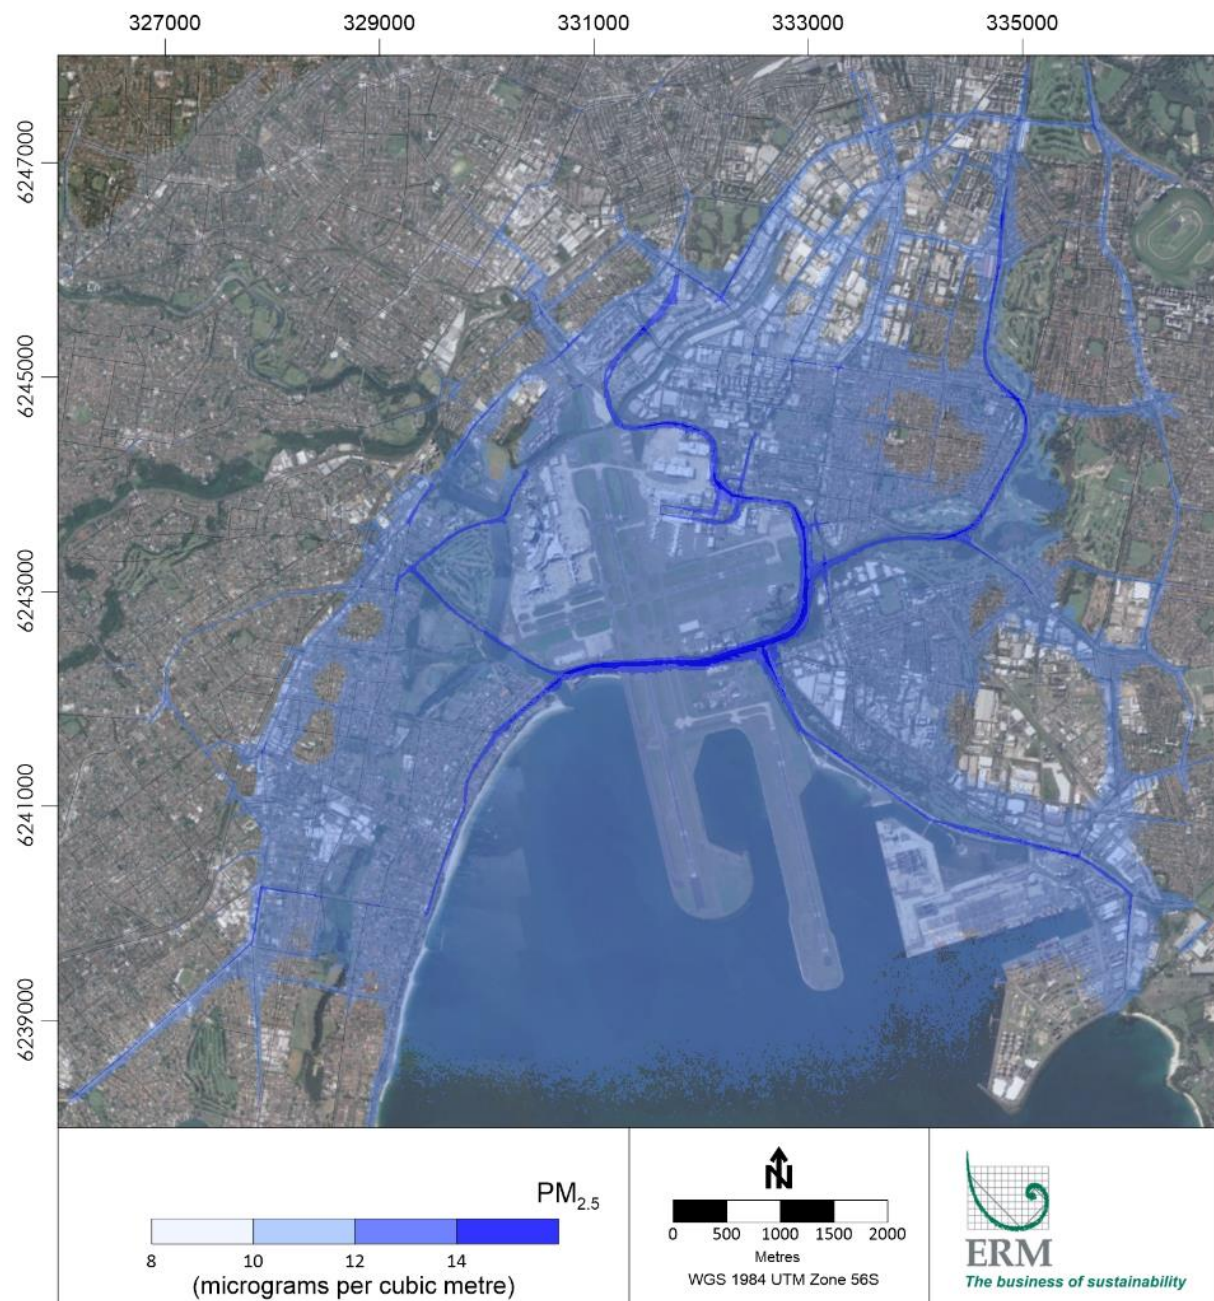 327000 329000 331000 333000 335000
6247000
6245000
6243000
6241000
6239000
PM2.5
8 10 12 14
(micrograms per cubic metre)
N
0 500 1000 1500 2000
Metres
WGS 1984 UTM Zone 56S
ERM
The business of sustainability